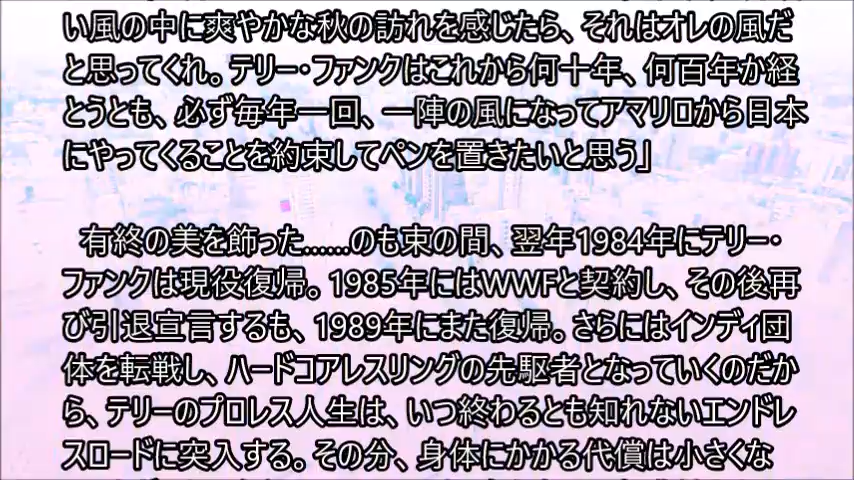 い風の中に爽やかな秋の訪れを感じたら、それはオレの風だ
と思ってくれ。テリー・ファンクはこれから何十年、何百年か経
とうとも、必ず毎年一回、一陣の風になってアマリロから日本
にやってくることを約束してペンを置きたいと思う」
有終の美を飾った.......のも束の間、翌年1984年にテリー・
ファンクは現役復帰。1985年にはWWFと契約し、その後再
び引退宣言するも、1989年にまた復帰。さらにはインディ団
体を転戦し、ハードコアレスリングの先駆者となっていくのだか
ら、テリーのプロレス人生は、いつ終わるとも知れないエンドレ
スロードに突入する。その分、身体にかかる代償は小さくな